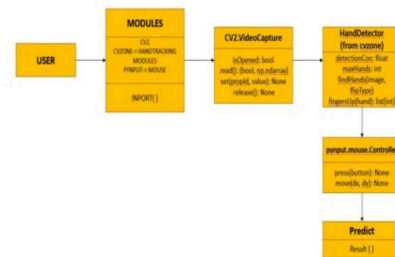 USER
MODULES
CV2
CVZONE-> HANDTRACKING
MODULES
PYNPUT-> MOUSE
INPORT( )
CV2.VideoCapture
isOpened: bool
read(): (bool, np.ndarray)
set(propId, value): None
release(): None
HandDetector
(from cvzone)
detectionCon: float
maxHands: int
findHands(image,
flipType)
fingersUp(hand): list[int]
pynput.mouse.Controlle
press(button): None
move(dx, dy): None
Predict
Result ( )